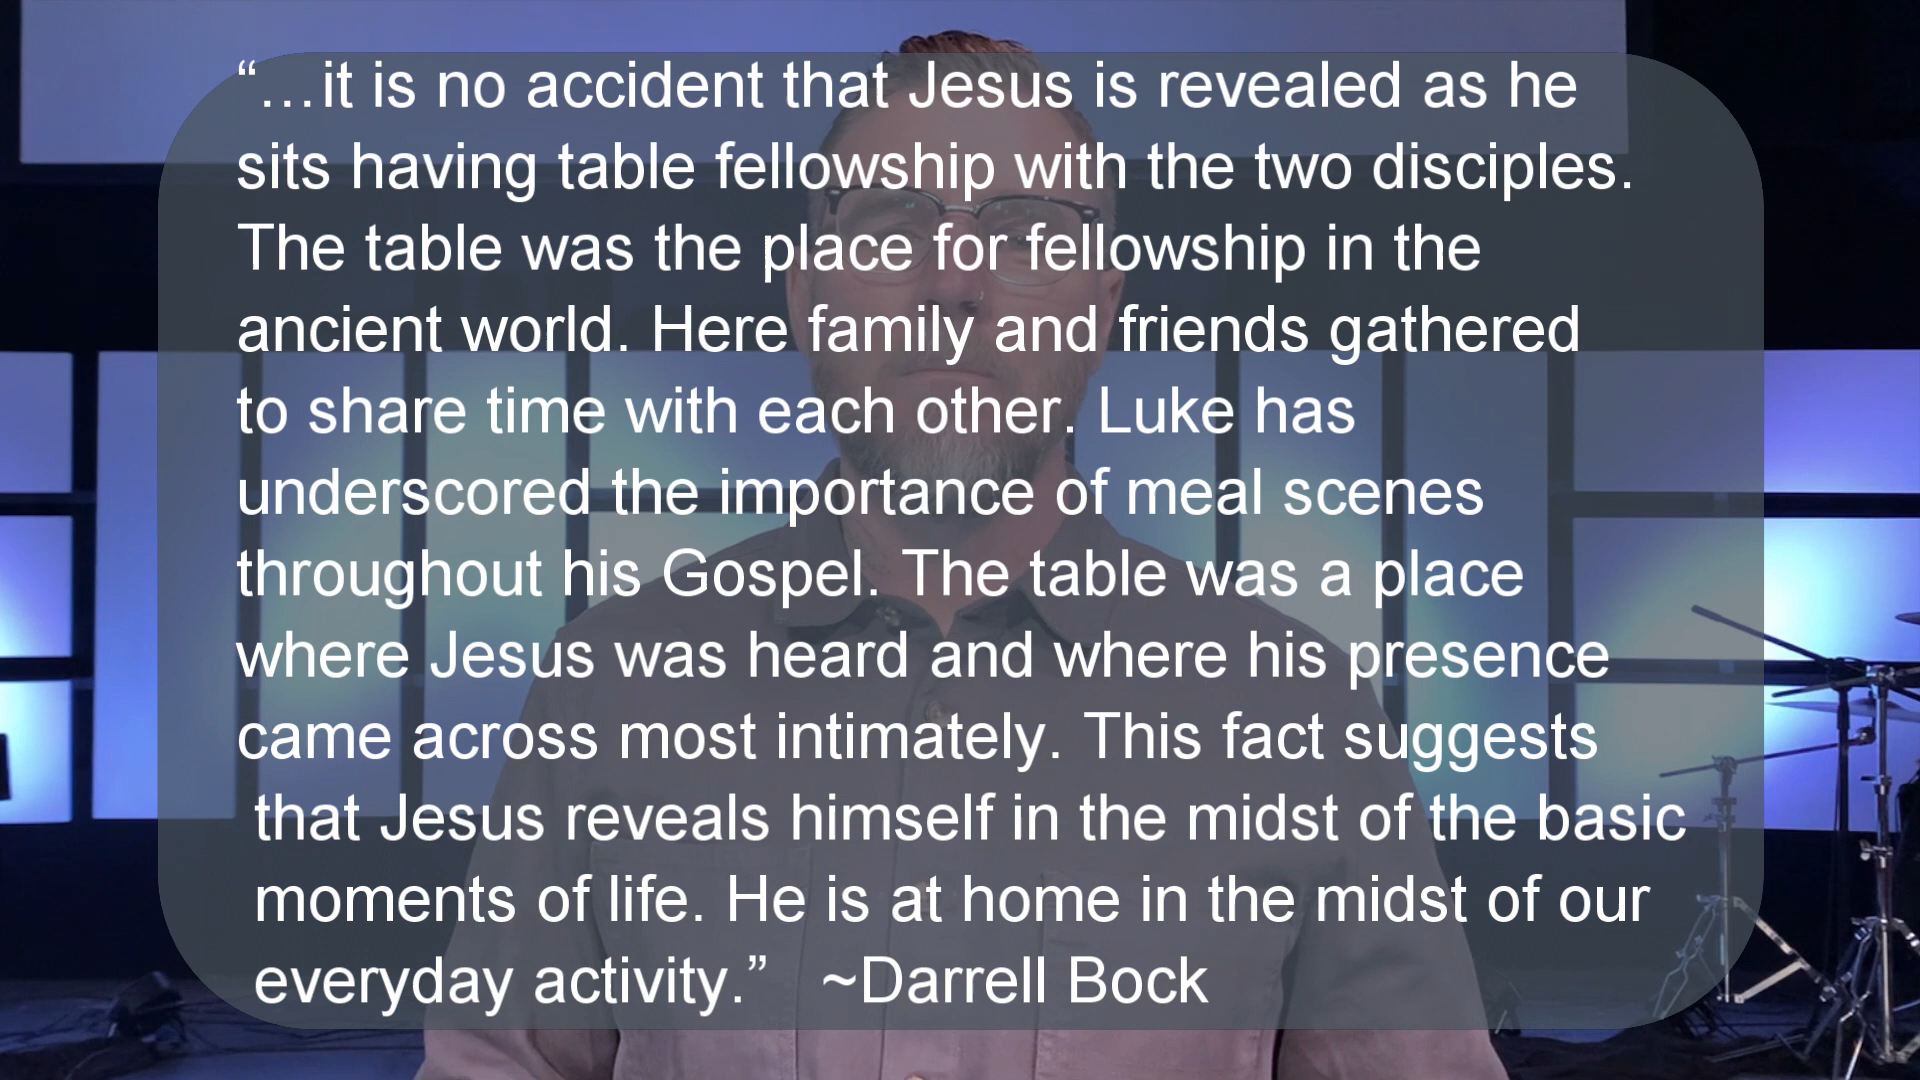 “…it is no accident that Jesus is revealed as he
sits having table fellowship with the two disciples.
The table was the place for fellowship in the
ancient world. Here family and friends gathered
to share time with each other. Luke has
underscored the importance of meal scenes
throughout his Gospel. The table was a place
where Jesus was heard and where his presence
came across most intimately. This fact suggests
that Jesus reveals himself in the midst of the basic
moments of life. He is at home in the midst of our
everyday activity.” ~Darrell Bock